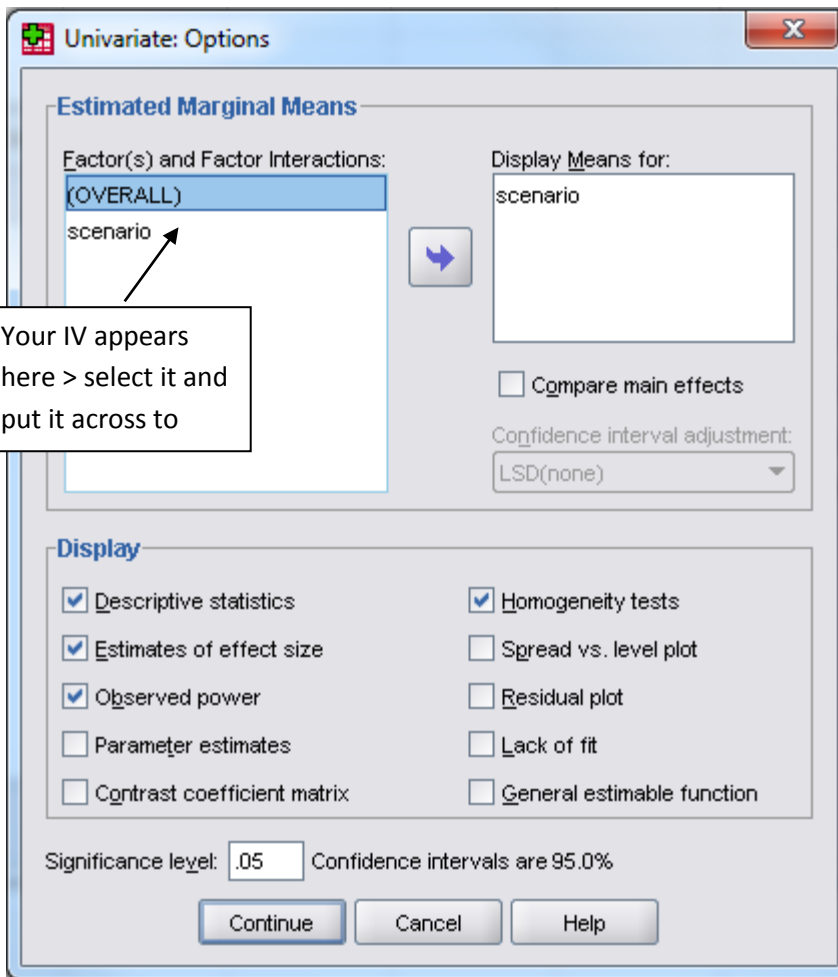 Univariate: Options
Estimated Marginal Means
Factor(s) and Factor Interactions:
(OVERALL)
scenario
Display Means for:
scenario
Your IV appears
here > select it and
put it across to
Compare main effects
Confidence interval adjustment:
LSD(none)
Display
Descriptive statistics
Homogeneity tests
Estimates of effect size
Spread vs. level plot
Observed power
Residual plot
Parameter estimates
Lack of fit
Contrast coefficient matrix
General estimable function
Significance level: .05 Confidence intervals are 95.0%
Continue Cancel Help